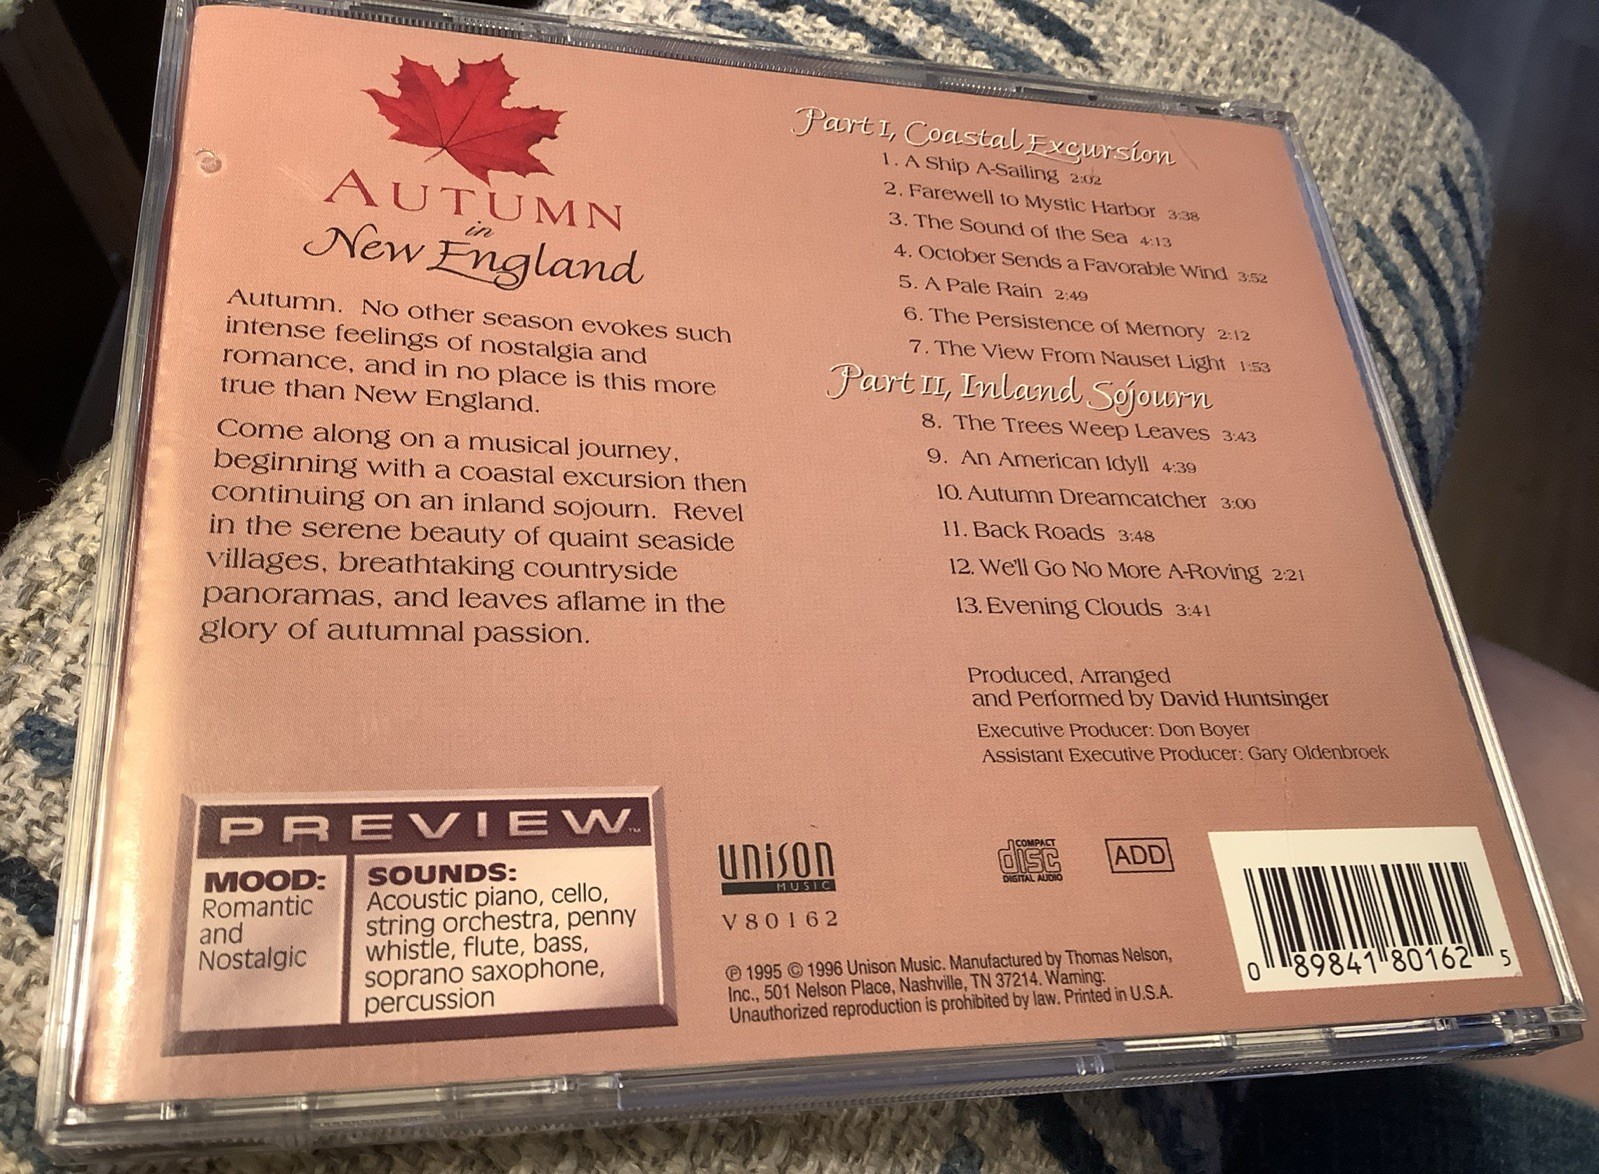 AUTUMN
in
New England
Autumn. No other season evokes such
intense feelings of nostalgia and
romance, and in no place is this more
true than New England.
Come along on a musical journey,
beginning with a coastal excursion then
continuing on an inland sojourn. Revel
in the serene beauty of quaint seaside
villages, breathtaking countryside
panoramas, and leaves aflame in the
glory of autumnal passion.
Part I, Coastal Excursion
1. A Ship A-Sailing 2:02
2. Farewell to Mystic Harbor 3:38
3. The Sound of the Sea 4:13
4. October Sends a Favorable Wind 3:52
5. A Pale Rain 2:49
6. The Persistence of Memory 2:12
7. The View From Nauset Light 1:53
Part II, Inland Sojourn
8. The Trees Weep Leaves 3:43
9. An American Idyll 4:39
10. Autumn Dreamcatcher 3:00
11. Back Roads 3:48
12. We'll Go No More A-Roving 2:21
13. Evening Clouds 3:41
Produced, Arranged
and Performed by David Huntsinger
Executive Producer: Don Boyer
Assistant Executive Producer: Gary Oldenbroek
PREVIEW™
MOOD:
Romantic
and
Nostalgic
SOUNDS:
Acoustic piano, cello,
string orchestra, penny
whistle, flute, bass,
soprano saxophone,
percussion
unison
MUSIC
V80162
COMPACT
disc
DIGITAL AUDIO
ADD
℗ 1995 © 1996 Unison Music. Manufactured by Thomas Nelson,
Inc., 501 Nelson Place, Nashville, TN 37214. Warning:
Unauthorized reproduction is prohibited by law. Printed in U.S.A.
0 89841 80162 5